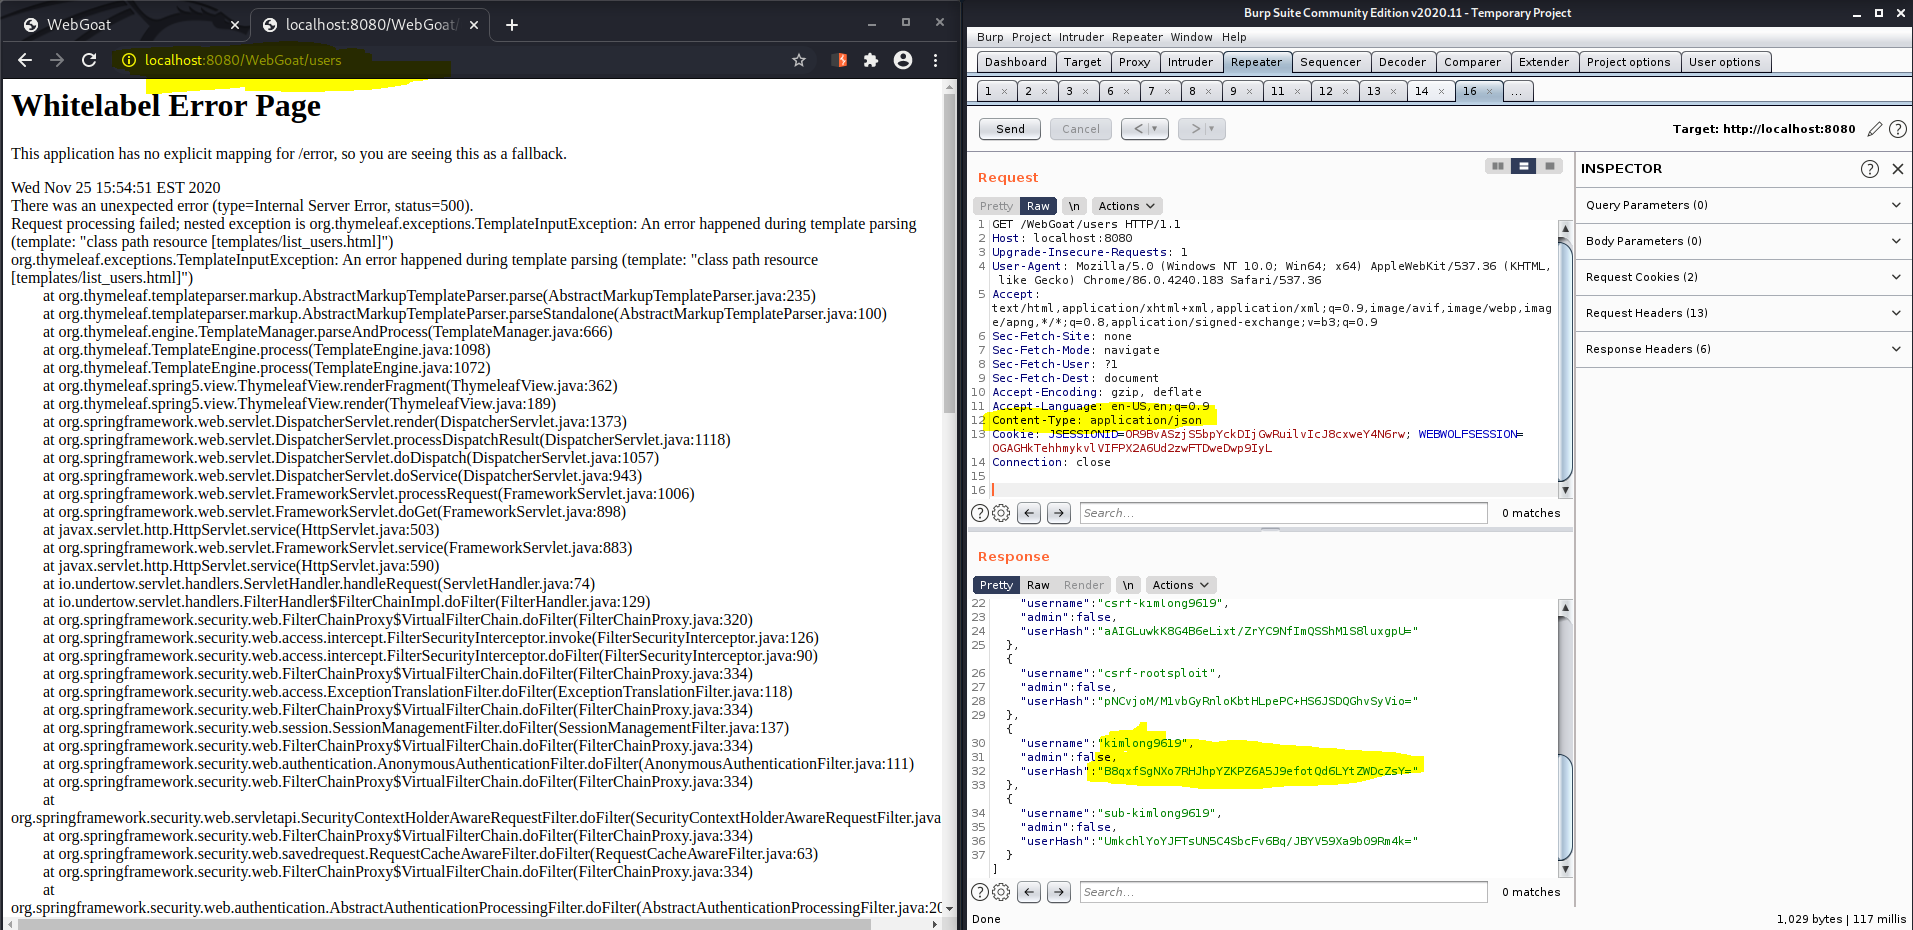 WebGoat
localhost:8080/WebGoat/
localhost:8080/WebGoat/users
Whitelabel Error Page
This application has no explicit mapping for /error, so you are seeing this as a fallback.
Wed Nov 25 15:54:51 EST 2020
There was an unexpected error (type=Internal Server Error, status=500).
Request processing failed; nested exception is org.thymeleaf.exceptions.TemplateInputException: An error happened during template parsing
(template: "class path resource [templates/list_users.html]")
org.thymeleaf.exceptions.TemplateInputException: An error happened during template parsing (template: "class path resource
[templates/list_users.html]")
at org.thymeleaf.templateparser.markup.AbstractMarkupTemplateParser.parse(AbstractMarkupTemplateParser.java:235)
at org.thymeleaf.templateparser.markup.AbstractMarkupTemplateParser.parseStandalone(AbstractMarkupTemplateParser.java:100)
at org.thymeleaf.engine.TemplateManager.parseAndProcess(TemplateManager.java:666)
at org.thymeleaf.TemplateEngine.process(TemplateEngine.java:1098)
at org.thymeleaf.TemplateEngine.process(TemplateEngine.java:1072)
at org.thymeleaf.spring5.view.ThymeleafView.renderFragment(ThymeleafView.java:362)
at org.thymeleaf.spring5.view.ThymeleafView.render(ThymeleafView.java:189)
at org.springframework.web.servlet.DispatcherServlet.render(DispatcherServlet.java:1373)
at org.springframework.web.servlet.DispatcherServlet.processDispatchResult(DispatcherServlet.java:1118)
at org.springframework.web.servlet.DispatcherServlet.doDispatch(DispatcherServlet.java:1057)
at org.springframework.web.servlet.DispatcherServlet.doService(DispatcherServlet.java:943)
at org.springframework.web.servlet.FrameworkServlet.processRequest(FrameworkServlet.java:1006)
at org.springframework.web.servlet.FrameworkServlet.doGet(FrameworkServlet.java:898)
at javax.servlet.http.HttpServlet.service(HttpServlet.java:503)
at org.springframework.web.servlet.FrameworkServlet.service(FrameworkServlet.java:883)
at javax.servlet.http.HttpServlet.service(HttpServlet.java:590)
at io.undertow.servlet.handlers.ServletHandler.handleRequest(ServletHandler.java:74)
at io.undertow.servlet.handlers.FilterHandler$FilterChainImpl.doFilter(FilterHandler.java:129)
at org.springframework.security.web.FilterChainProxy$VirtualFilterChain.doFilter(FilterChainProxy.java:320)
at org.springframework.security.web.access.intercept.FilterSecurityInterceptor.invoke(FilterSecurityInterceptor.java:126)
at org.springframework.security.web.access.intercept.FilterSecurityInterceptor.doFilter(FilterSecurityInterceptor.java:90)
at org.springframework.security.web.FilterChainProxy$VirtualFilterChain.doFilter(FilterChainProxy.java:334)
at org.springframework.security.web.access.ExceptionTranslationFilter.doFilter(ExceptionTranslationFilter.java:118)
at org.springframework.security.web.FilterChainProxy$VirtualFilterChain.doFilter(FilterChainProxy.java:334)
at org.springframework.security.web.session.SessionManagementFilter.doFilter(SessionManagementFilter.java:137)
at org.springframework.security.web.FilterChainProxy$VirtualFilterChain.doFilter(FilterChainProxy.java:334)
at org.springframework.security.web.authentication.AnonymousAuthenticationFilter.doFilter(AnonymousAuthenticationFilter.java:111)
at org.springframework.security.web.FilterChainProxy$VirtualFilterChain.doFilter(FilterChainProxy.java:334)
at
org.springframework.security.web.servletapi.SecurityContextHolderAwareRequestFilter.doFilter(SecurityContextHolderAwareRequestFilter.java
at org.springframework.security.web.FilterChainProxy$VirtualFilterChain.doFilter(FilterChainProxy.java:334)
at org.springframework.security.web.savedrequest.RequestCacheAwareFilter.doFilter(RequestCacheAwareFilter.java:63)
at org.springframework.security.web.FilterChainProxy$VirtualFilterChain.doFilter(FilterChainProxy.java:334)
at
org.springframework.security.web.authentication.AbstractAuthenticationProcessingFilter.doFilter(AbstractAuthenticationProcessingFilter.java:20
Burp Suite Community Edition v2020.11 - Temporary Project
Burp Project Intruder Repeater Window Help
Dashboard Target Proxy Intruder Repeater Sequencer Decoder Comparer Extender Project options User options
1 × 2 × 3 × 6 × 7 × 8 × 9 × 11 × 12 × 13 × 14 × 16 × ...
Send Cancel < > Target: http://localhost:8080
Request
Pretty Raw \n Actions
1 GET /WebGoat/users HTTP/1.1
2 Host: localhost:8080
3 Upgrade-Insecure-Requests: 1
4 User-Agent: Mozilla/5.0 (Windows NT 10.0; Win64; x64) AppleWebKit/537.36 (KHTML,
like Gecko) Chrome/86.0.4240.183 Safari/537.36
5 Accept:
text/html,application/xhtml+xml,application/xml;q=0.9,image/avif,image/webp,imag
e/apng,*/*;q=0.8,application/signed-exchange;v=b3;q=0.9
6 Sec-Fetch-Site: none
7 Sec-Fetch-Mode: navigate
8 Sec-Fetch-User: ?1
9 Sec-Fetch-Dest: document
10 Accept-Encoding: gzip, deflate
11 Accept-Language: en-US,en;q=0.9
12 Content-Type: application/json
13 Cookie: JSESSIONID=OR9BvASzjS5bpYckDIjGwRuilvIcJ8cxweY4N6rw; WEBWOLFSESSION=
OGAGHkTehhmykvlVIFPX2A6Ud2zwFTDweDwp9IyL
14 Connection: close
15
16
Search... 0 matches
Response
Pretty Raw Render \n Actions
22 "username":"csrf-kimlong9619",
23 "admin":false,
24 "userHash":"aAIGLuwkK8G4B6eLixt/ZrYC9NfImQSShMlS8luxgpU="
25 },
{
26 "username":"csrf-rootsploit",
27 "admin":false,
28 "userHash":"pNCvjoM/M1vbGyRnloKbtHLpePC+HS6JSDQGhvSyVio="
29 },
{
30 "username":"kimlong9619",
31 "admin":false,
32 "userHash":"B8qxfSgNXo7RHJhpYZKPZ6A5J9efotQd6LYtZWDcZsY="
33 },
{
34 "username":"sub-kimlong9619",
35 "admin":false,
36 "userHash":"UmkchlYoYJFTsUN5C4SbcFv6Bq/JBYV59Xa9b09Rm4k="
37 }
]
Search... 0 matches
Done 1,029 bytes | 117 millis
INSPECTOR
Query Parameters (0)
Body Parameters (0)
Request Cookies (2)
Request Headers (13)
Response Headers (6)